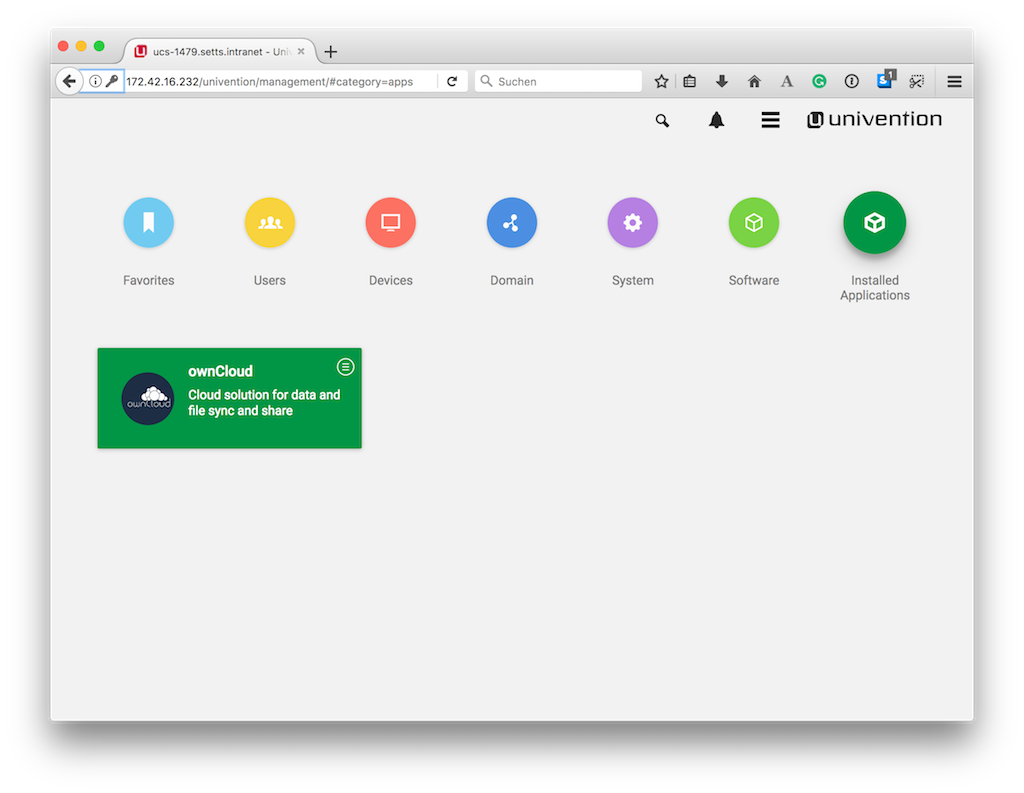 ucs-1479.setts.intranet - Uni
172.42.16.232/univention/management/#category=apps
Suchen
1
univention
Favorites
Users
Devices
Domain
System
Software
Installed
Applications
ownCloud
Cloud solution for data and
file sync and share
ownCloud